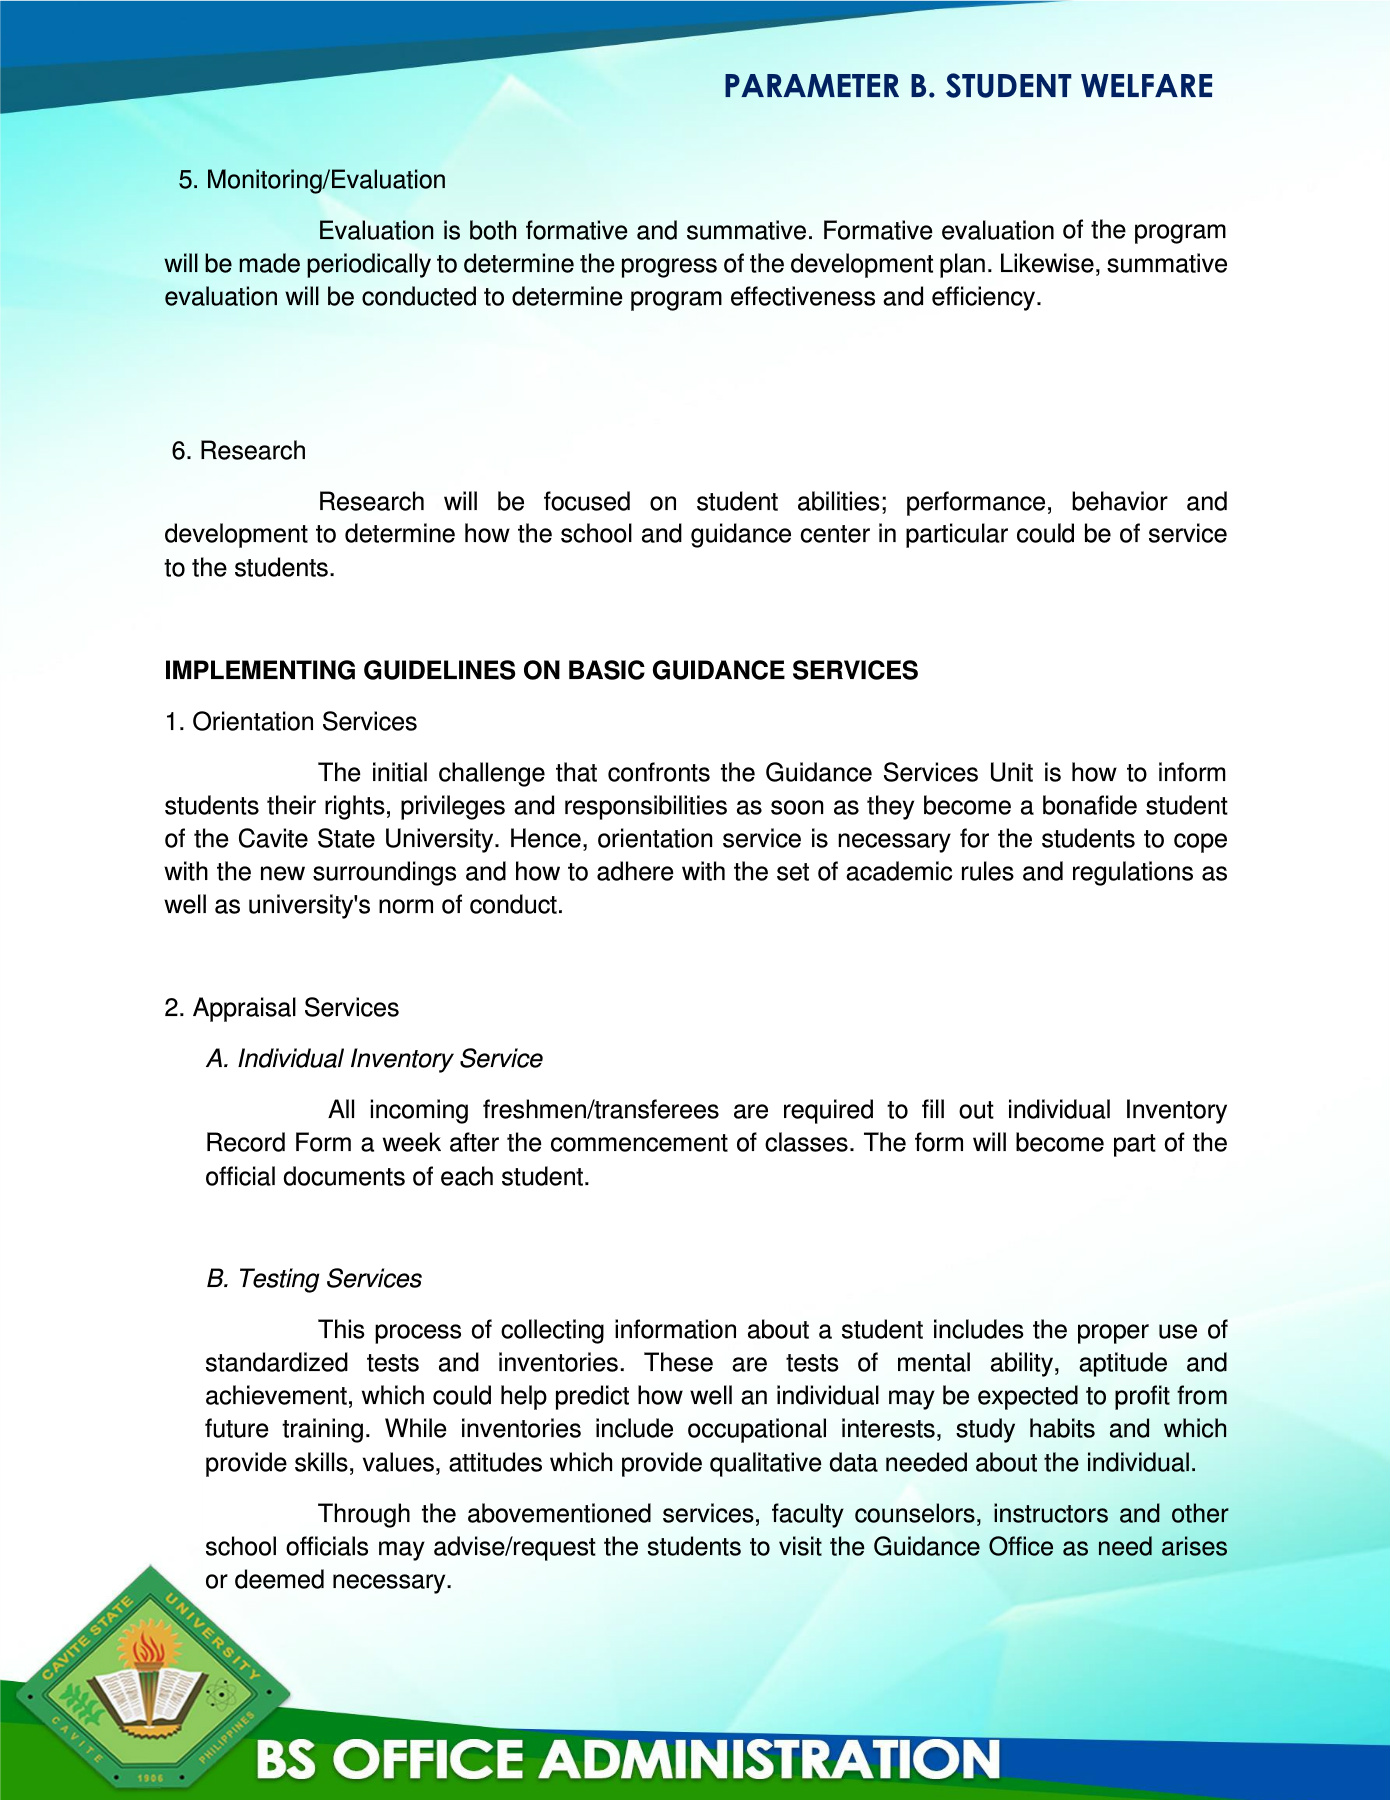 PARAMETER B. STUDENT WELFARE
5. Monitoring/Evaluation
Evaluation is both formative and summative. Formative evaluation of the program
will be made periodically to determine the progress of the development plan. Likewise, summative
evaluation will be conducted to determine program effectiveness and efficiency.
6. Research
Research will be focused on student abilities; performance, behavior and
development to determine how the school and guidance center in particular could be of service
to the students.
IMPLEMENTING GUIDELINES ON BASIC GUIDANCE SERVICES
1. Orientation Services
The initial challenge that confronts the Guidance Services Unit is how to inform
students their rights, privileges and responsibilities as soon as they become a bonafide student
of the Cavite State University. Hence, orientation service is necessary for the students to cope
with the new surroundings and how to adhere with the set of academic rules and regulations as
well as university's norm of conduct.
2. Appraisal Services
A. Individual Inventory Service
All incoming freshmen/transferees are required to fill out individual Inventory
Record Form a week after the commencement of classes. The form will become part of the
official documents of each student.
B. Testing Services
This process of collecting information about a student includes the proper use of
standardized tests and inventories. These are tests of mental ability, aptitude and
achievement, which could help predict how well an individual may be expected to profit from
future training. While inventories include occupational interests, study habits and which
provide skills, values, attitudes which provide qualitative data needed about the individual.
Through the abovementioned services, faculty counselors, instructors and other
school officials may advise/request the students to visit the Guidance Office as need arises
or deemed necessary.
CAVITE STATE UNIVERSITY
CAVITE PHILIPPINES
1906
BS OFFICE ADMINISTRATION